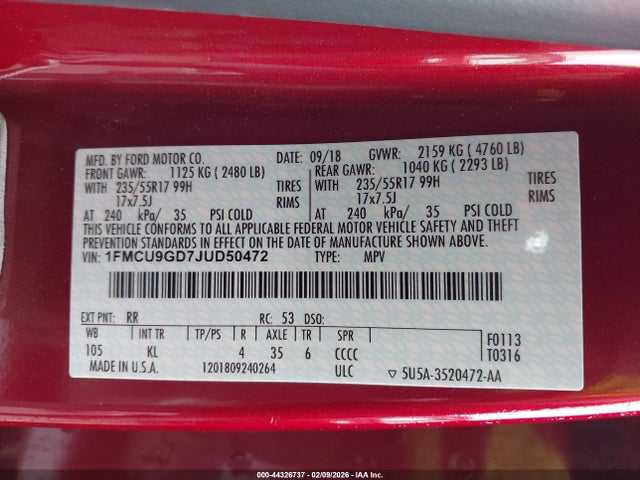 MFD. BY FORD MOTOR CO. DATE: 09/18 GVWR: 2159 KG ( 4760 LB)
FRONT GAWR: 1125 KG ( 2480 LB) REAR GAWR: 1040 KG ( 2293 LB)
WITH 235/55R17 99H TIRES WITH 235/55R17 99H TIRES
17x7.5J RIMS 17x7.5J RIMS
AT 240 kPa/ 35 PSI COLD AT 240 kPa/ 35 PSI COLD
THIS VEHICLE CONFORMS TO ALL APPLICABLE FEDERAL MOTOR VEHICLE SAFETY AND THEFT
PREVENTION STANDARDS IN EFFECT ON THE DATE OF MANUFACTURE SHOWN ABOVE.
VIN: 1FMCU9GD7JUD50472 TYPE: MPV
EXT PNT: RR RC: 53 DSO:
WB INT TR TP/PS R AXLE TR SPR F0113
105 KL 4 35 6 CCCC T0316
MADE IN U.S.A. 1201809240264 ULC 5U5A-3520472-AA
000-44326737 - 02/09/2026 - IAA Inc.